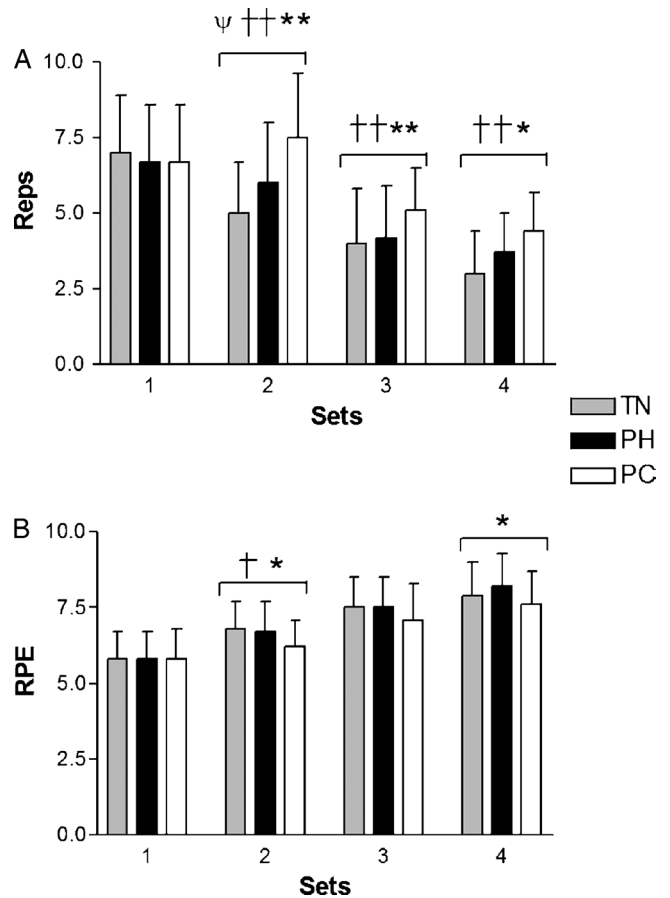 ψ ††**
A
10.0
7.5
5.0
2.5
0.0
Reps
††**
††*
1 2 3 4
Sets
TN
PH
PC
B
10.0
7.5
5.0
2.5
0.0
RPE
† *
*
1 2 3 4
Sets